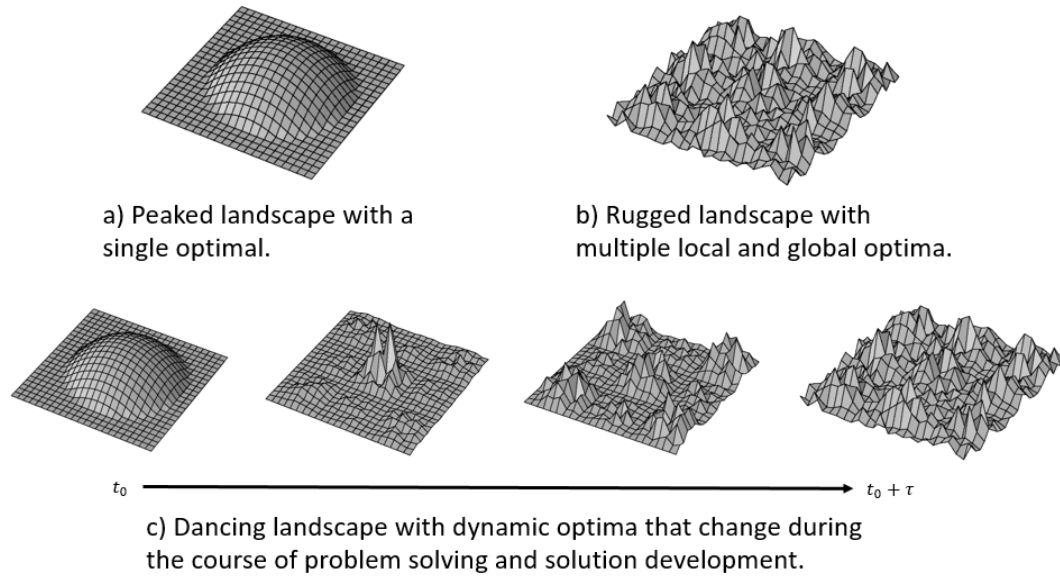 a) Peaked landscape with a
single optimal.
b) Rugged landscape with
multiple local and global optima.
t₀
t₀ + τ
c) Dancing landscape with dynamic optima that change during
the course of problem solving and solution development.